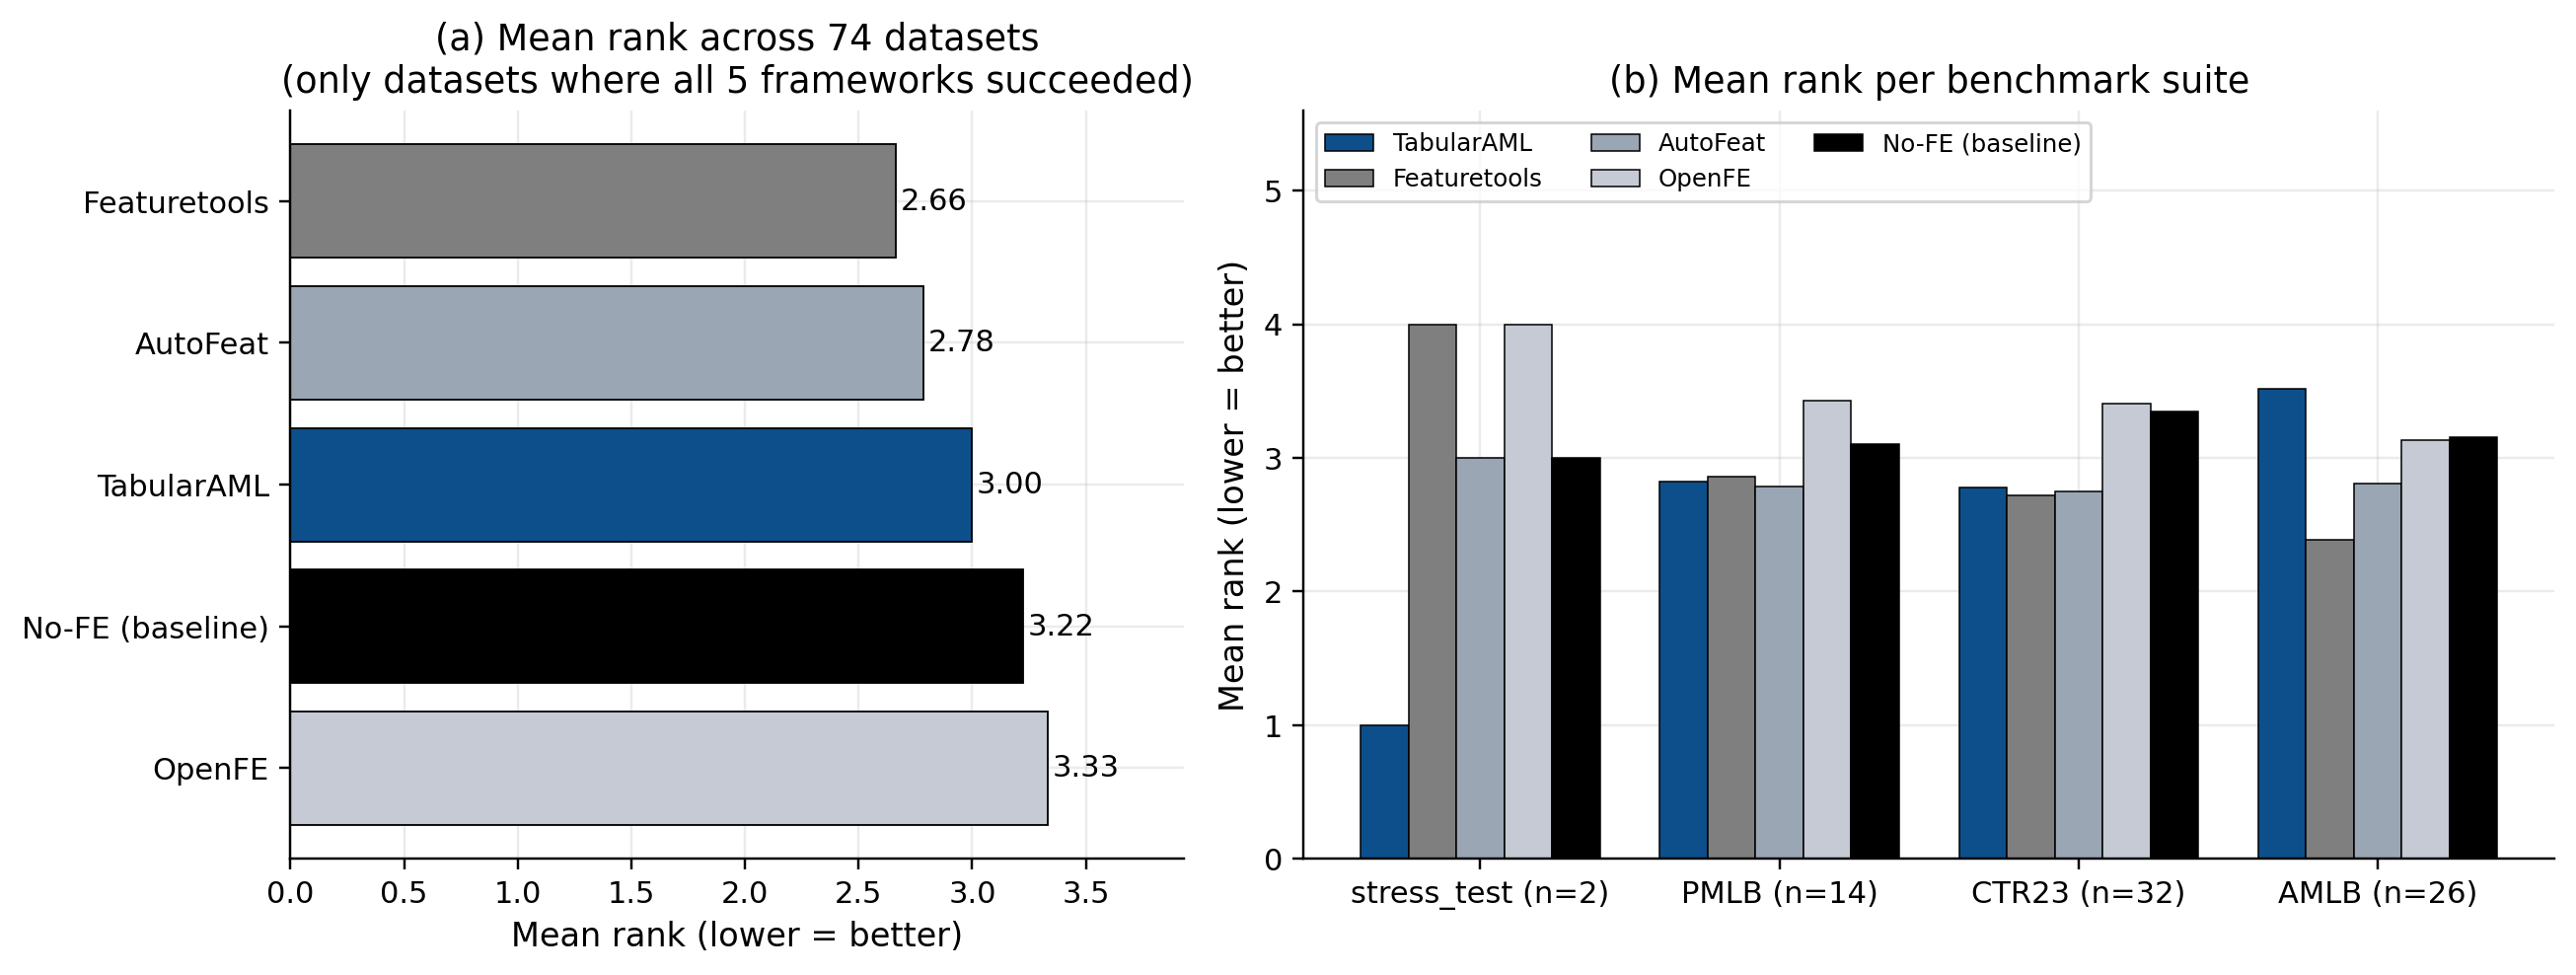 (a) Mean rank across 74 datasets
(only datasets where all 5 frameworks succeeded)
Featuretools
2.66
AutoFeat
2.78
TabularAML
3.00
No-FE (baseline)
3.22
OpenFE
3.33
0.0 0.5 1.0 1.5 2.0 2.5 3.0 3.5
Mean rank (lower = better)
(b) Mean rank per benchmark suite
TabularAML AutoFeat No-FE (baseline)
Featuretools OpenFE
Mean rank (lower = better)
5
4
3
2
1
0
stress_test (n=2) PMLB (n=14) CTR23 (n=32) AMLB (n=26)